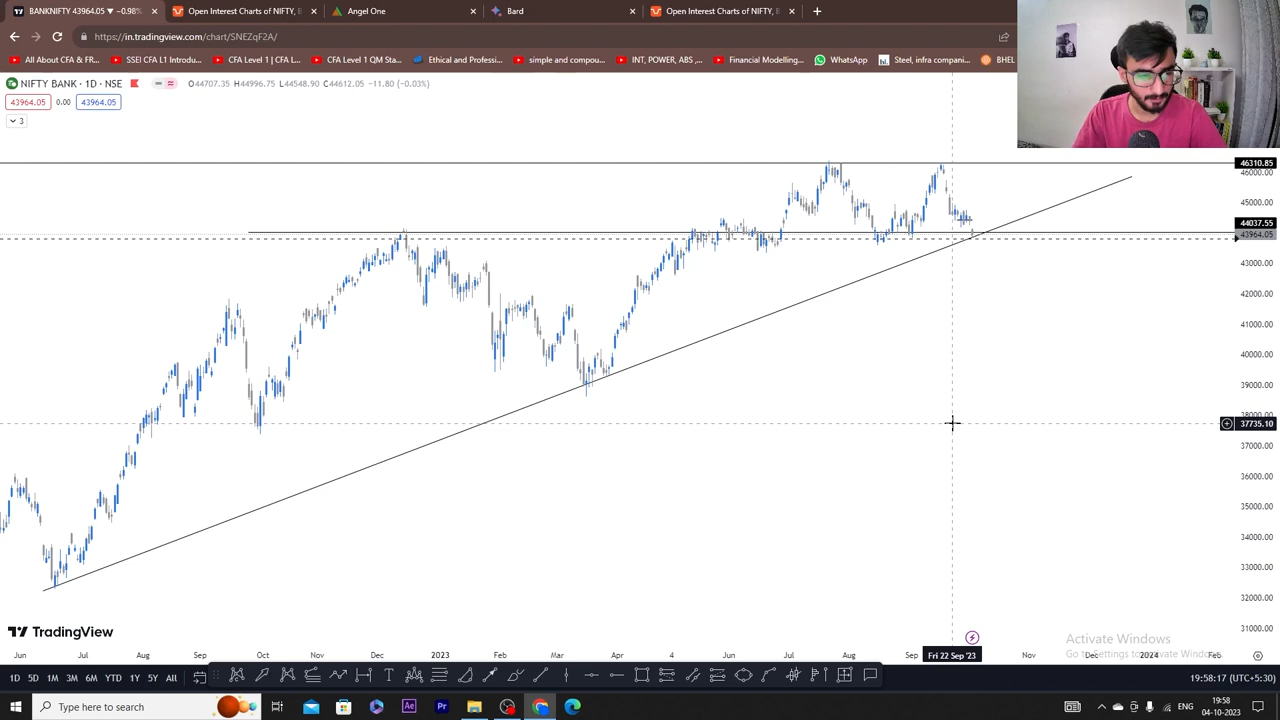 BANKNIFTY 43964.05 ▼ −0.98%
Open Interest Charts of NIFTY, B
Angel One
Bard
Open Interest Charts of NIFTY, B
https://in.tradingview.com/chart/SNEZqF2A/
All About CFA & FR...
SSEI CFA L1 Introdu...
CFA Level 1 | CFA L...
CFA Level 1 QM Sta...
Ethical and Professi...
simple and compou...
INT, POWER, ABS ,...
Financial Modelling...
WhatsApp
Steel, infra compani...
BHEL
NIFTY BANK · 1D · NSE
O44707.35 H44996.75 L44548.90 C44612.05 −11.80 (−0.03%)
43964.05 0.00 43964.05
3
46310.85
46000.00
45000.00
44037.55
43964.05
43000.00
42000.00
41000.00
40000.00
39000.00
38000.00
37735.10
37000.00
36000.00
35000.00
34000.00
33000.00
32000.00
31000.00
TradingView
Activate Windows
Go to Settings to activate Windows.
Jun Jul Aug Sep Oct Nov Dec 2023 Feb Mar Apr 4 Jun Jul Aug Sep Fri 22 Sep '23 Nov Dec 2024 Feb
1D 5D 1M 3M 6M YTD 1Y 5Y All
19:58:17 (UTC+5:30)
Type here to search
19:58
04-10-2023